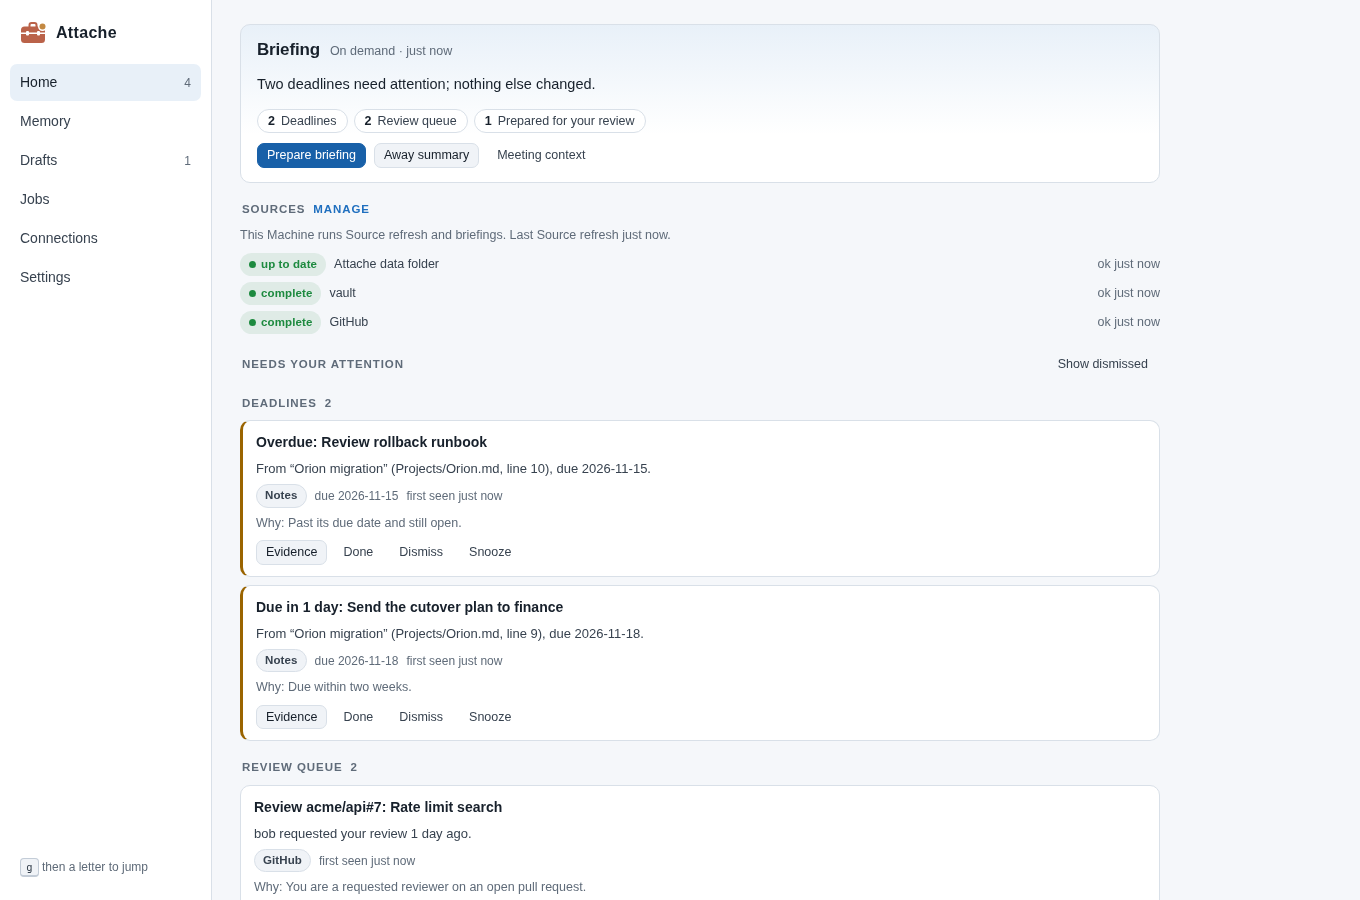 Attache
Home 4
Memory
Drafts 1
Jobs
Connections
Settings
g then a letter to jump
Briefing On demand · just now
Two deadlines need attention; nothing else changed.
2 Deadlines 2 Review queue 1 Prepared for your review
Prepare briefing Away summary Meeting context
SOURCES MANAGE
This Machine runs Source refresh and briefings. Last Source refresh just now.
up to date Attache data folder ok just now
complete vault ok just now
complete GitHub ok just now
NEEDS YOUR ATTENTION Show dismissed
DEADLINES 2
Overdue: Review rollback runbook
From “Orion migration” (Projects/Orion.md, line 10), due 2026-11-15.
Notes due 2026-11-15 first seen just now
Why: Past its due date and still open.
Evidence Done Dismiss Snooze
Due in 1 day: Send the cutover plan to finance
From “Orion migration” (Projects/Orion.md, line 9), due 2026-11-18.
Notes due 2026-11-18 first seen just now
Why: Due within two weeks.
Evidence Done Dismiss Snooze
REVIEW QUEUE 2
Review acme/api#7: Rate limit search
bob requested your review 1 day ago.
GitHub first seen just now
Why: You are a requested reviewer on an open pull request.